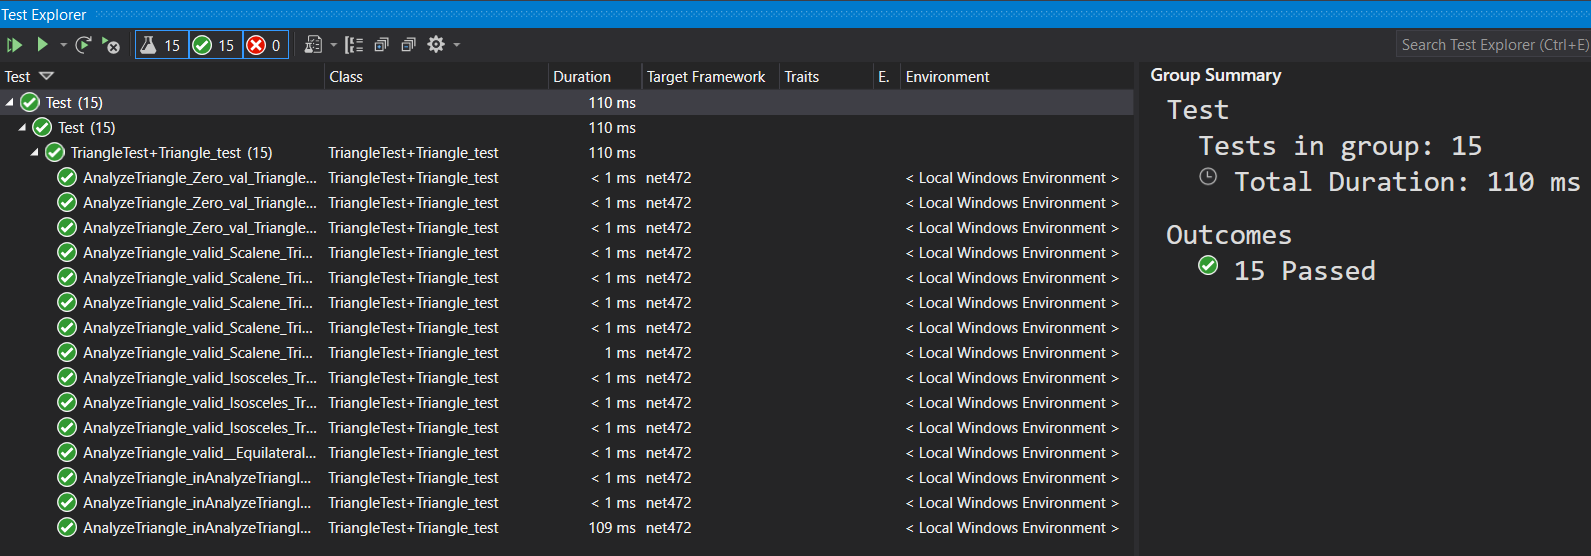 Test Explorer
15 15 0 Search Test Explorer (Ctrl+E)
Test Class Duration Target Framework Traits E. Environment
Test (15) 110 ms
Test (15) 110 ms
TriangleTest+Triangle_test (15) TriangleTest+Triangle_test 110 ms
AnalyzeTriangle_Zero_val_Triangle... TriangleTest+Triangle_test < 1 ms net472 < Local Windows Environment >
AnalyzeTriangle_Zero_val_Triangle... TriangleTest+Triangle_test < 1 ms net472 < Local Windows Environment >
AnalyzeTriangle_Zero_val_Triangle... TriangleTest+Triangle_test < 1 ms net472 < Local Windows Environment >
AnalyzeTriangle_valid_Scalene_Tri... TriangleTest+Triangle_test < 1 ms net472 < Local Windows Environment >
AnalyzeTriangle_valid_Scalene_Tri... TriangleTest+Triangle_test < 1 ms net472 < Local Windows Environment >
AnalyzeTriangle_valid_Scalene_Tri... TriangleTest+Triangle_test < 1 ms net472 < Local Windows Environment >
AnalyzeTriangle_valid_Scalene_Tri... TriangleTest+Triangle_test < 1 ms net472 < Local Windows Environment >
AnalyzeTriangle_valid_Scalene_Tri... TriangleTest+Triangle_test 1 ms net472 < Local Windows Environment >
AnalyzeTriangle_valid_Isosceles_Tr... TriangleTest+Triangle_test < 1 ms net472 < Local Windows Environment >
AnalyzeTriangle_valid_Isosceles_Tr... TriangleTest+Triangle_test < 1 ms net472 < Local Windows Environment >
AnalyzeTriangle_valid_Isosceles_Tr... TriangleTest+Triangle_test < 1 ms net472 < Local Windows Environment >
AnalyzeTriangle_valid__Equilateral... TriangleTest+Triangle_test < 1 ms net472 < Local Windows Environment >
AnalyzeTriangle_inAnalyzeTriangl... TriangleTest+Triangle_test < 1 ms net472 < Local Windows Environment >
AnalyzeTriangle_inAnalyzeTriangl... TriangleTest+Triangle_test < 1 ms net472 < Local Windows Environment >
AnalyzeTriangle_inAnalyzeTriangl... TriangleTest+Triangle_test 109 ms net472 < Local Windows Environment >
Group Summary
Test
Tests in group: 15
Total Duration: 110 ms
Outcomes
15 Passed